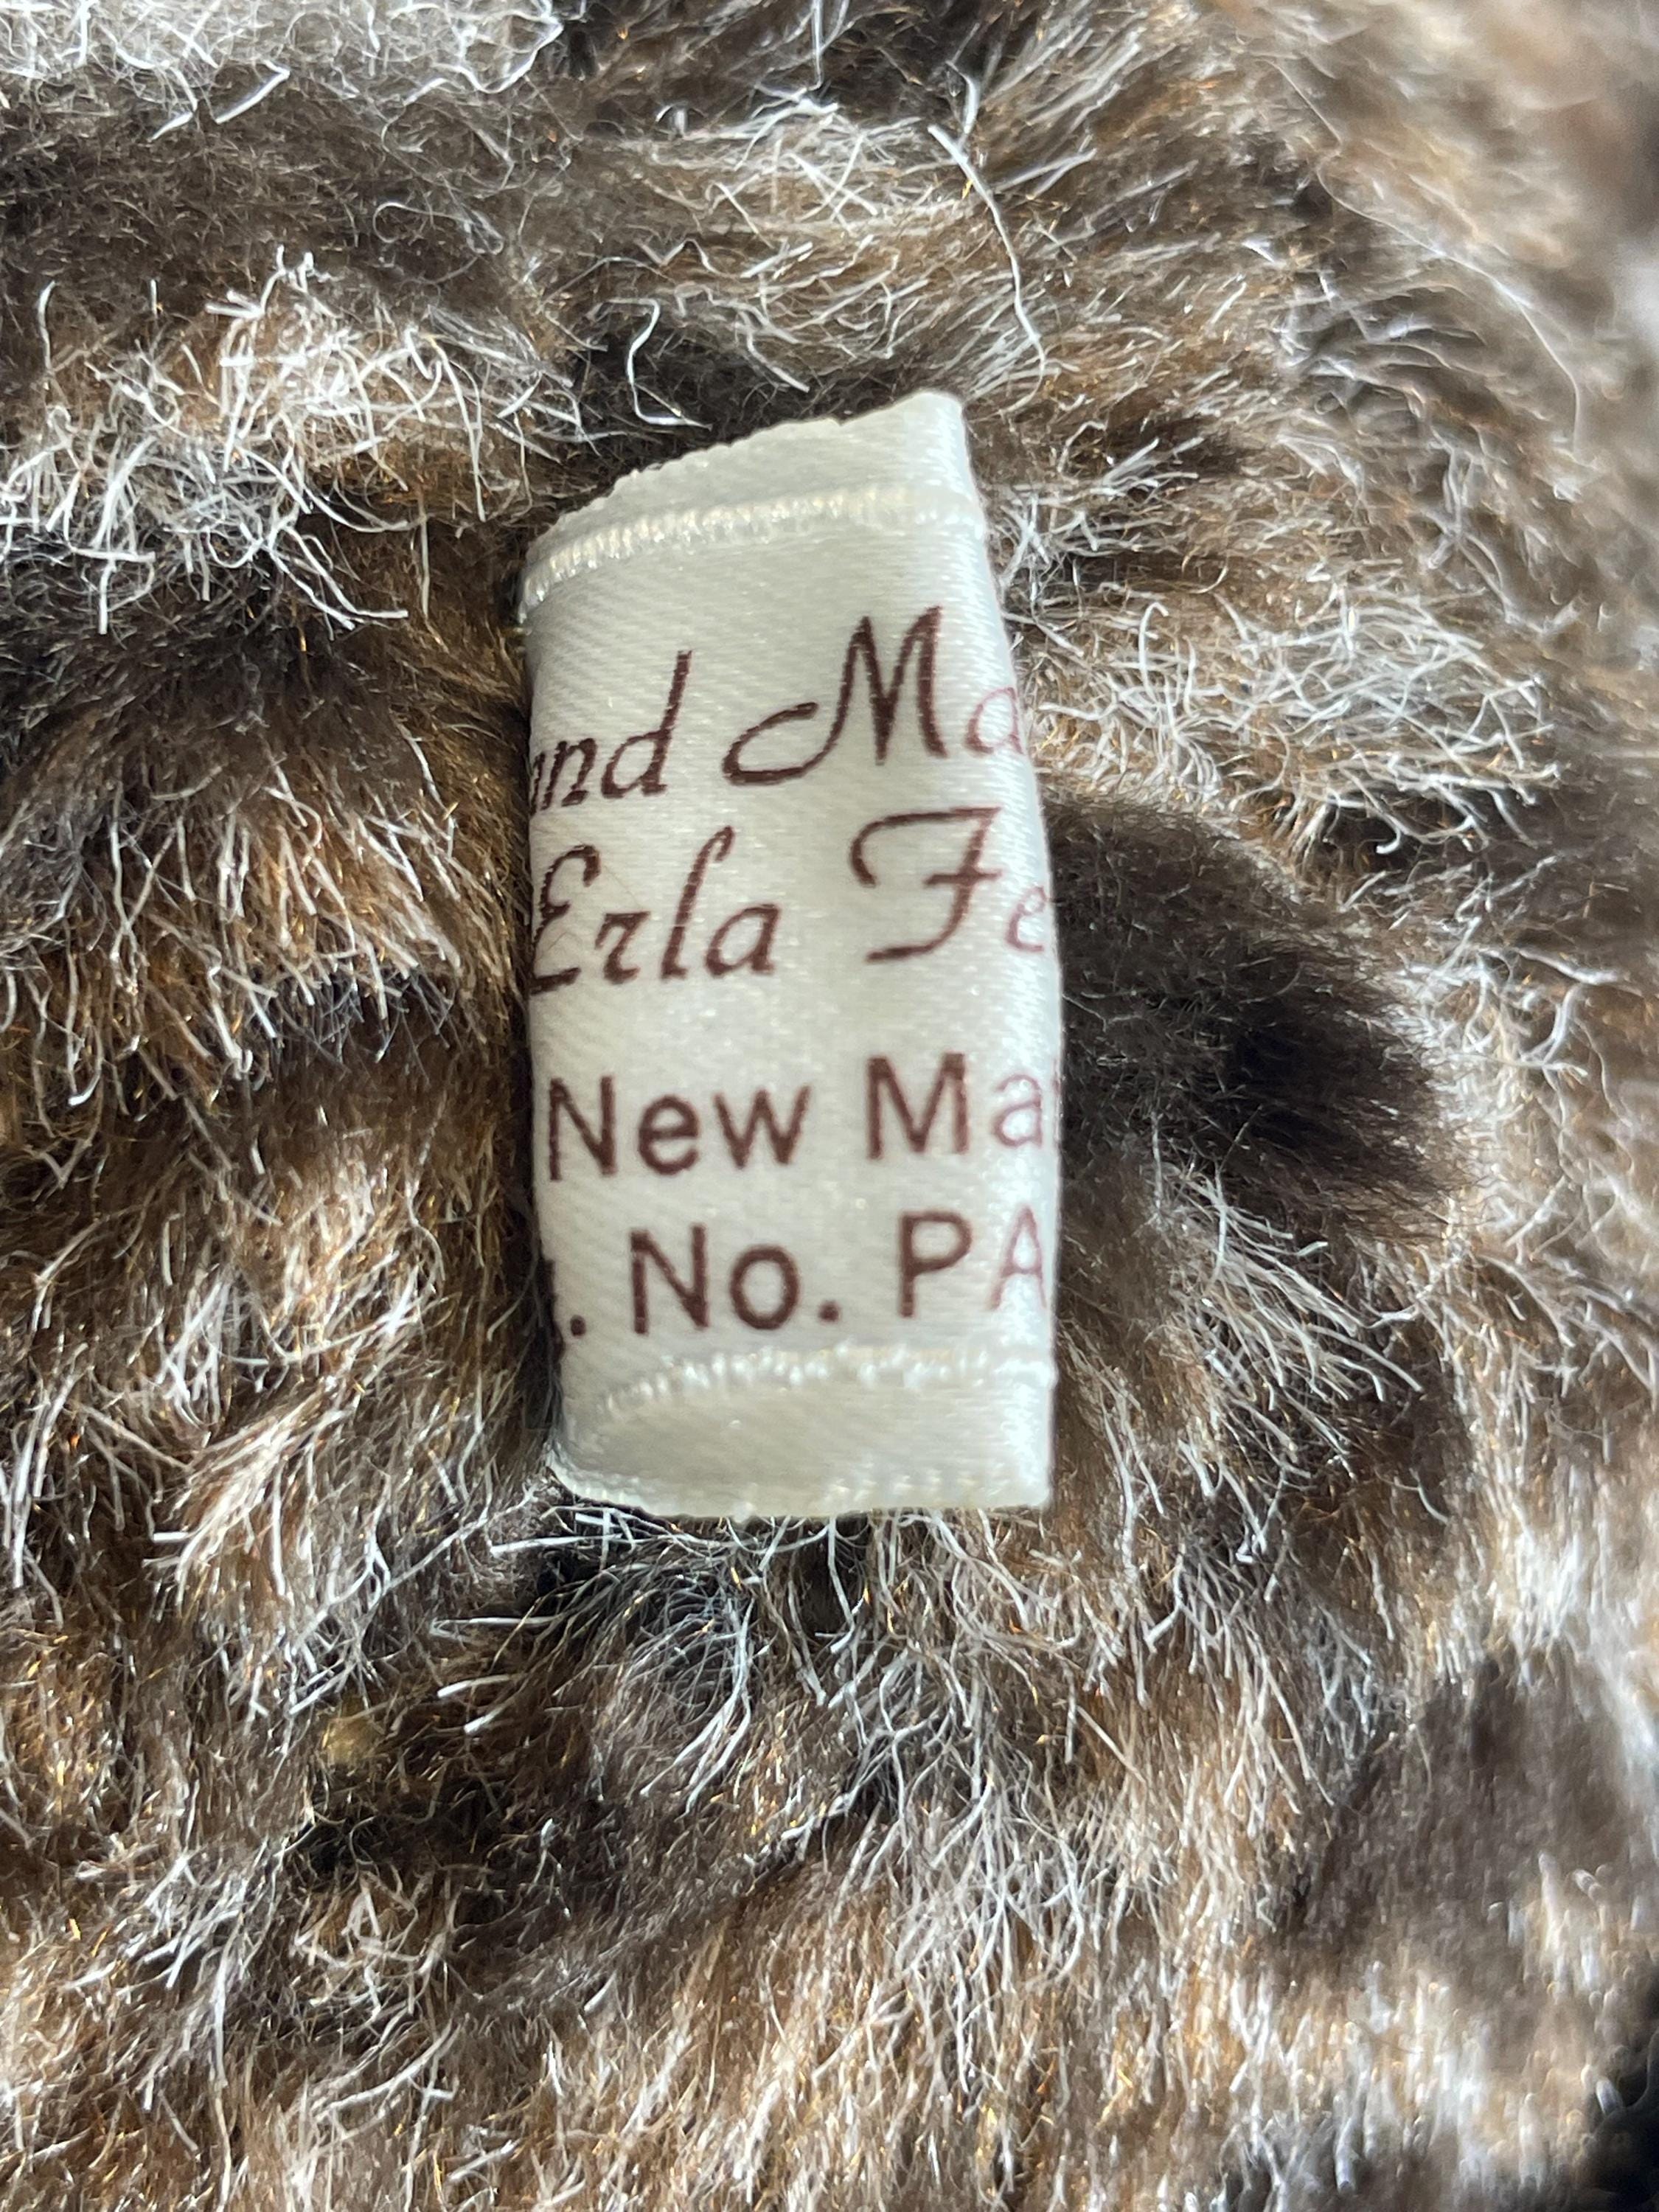 and Ma
Erla Fe
New Ma
. No. PA